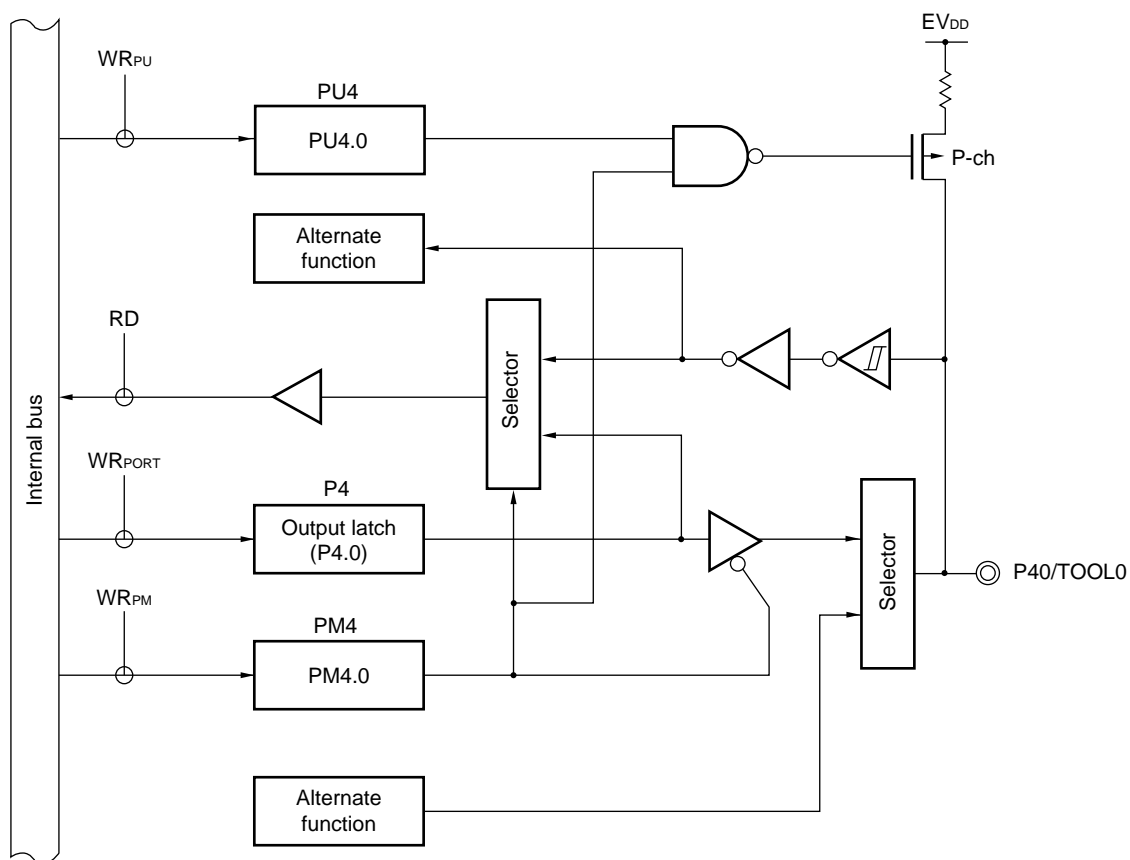 EVDD
WRPU
PU4
PU4.0
P-ch
Alternate
function
RD
Selector
Internal bus
WRPORT
P4
Output latch
(P4.0)
Selector
P40/TOOL0
WRPM
PM4
PM4.0
Alternate
function